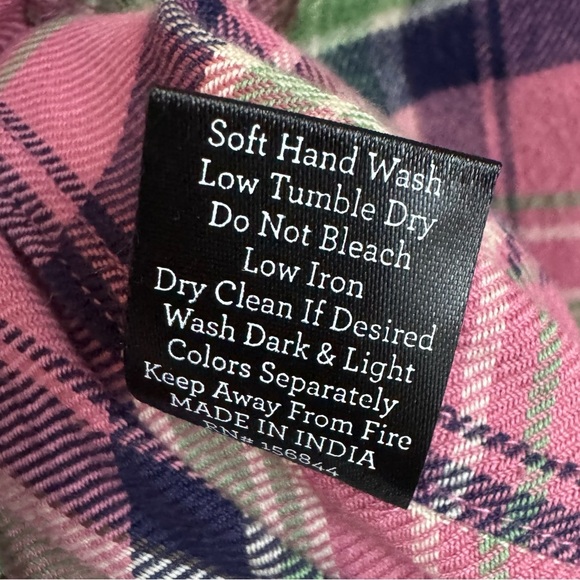 Soft Hand Wash
Low Tumble Dry
Do Not Bleach
Low Iron
Dry Clean If Desired
Wash Dark & Light
Colors Separately
Keep Away From Fire
MADE IN INDIA
RN# 156844